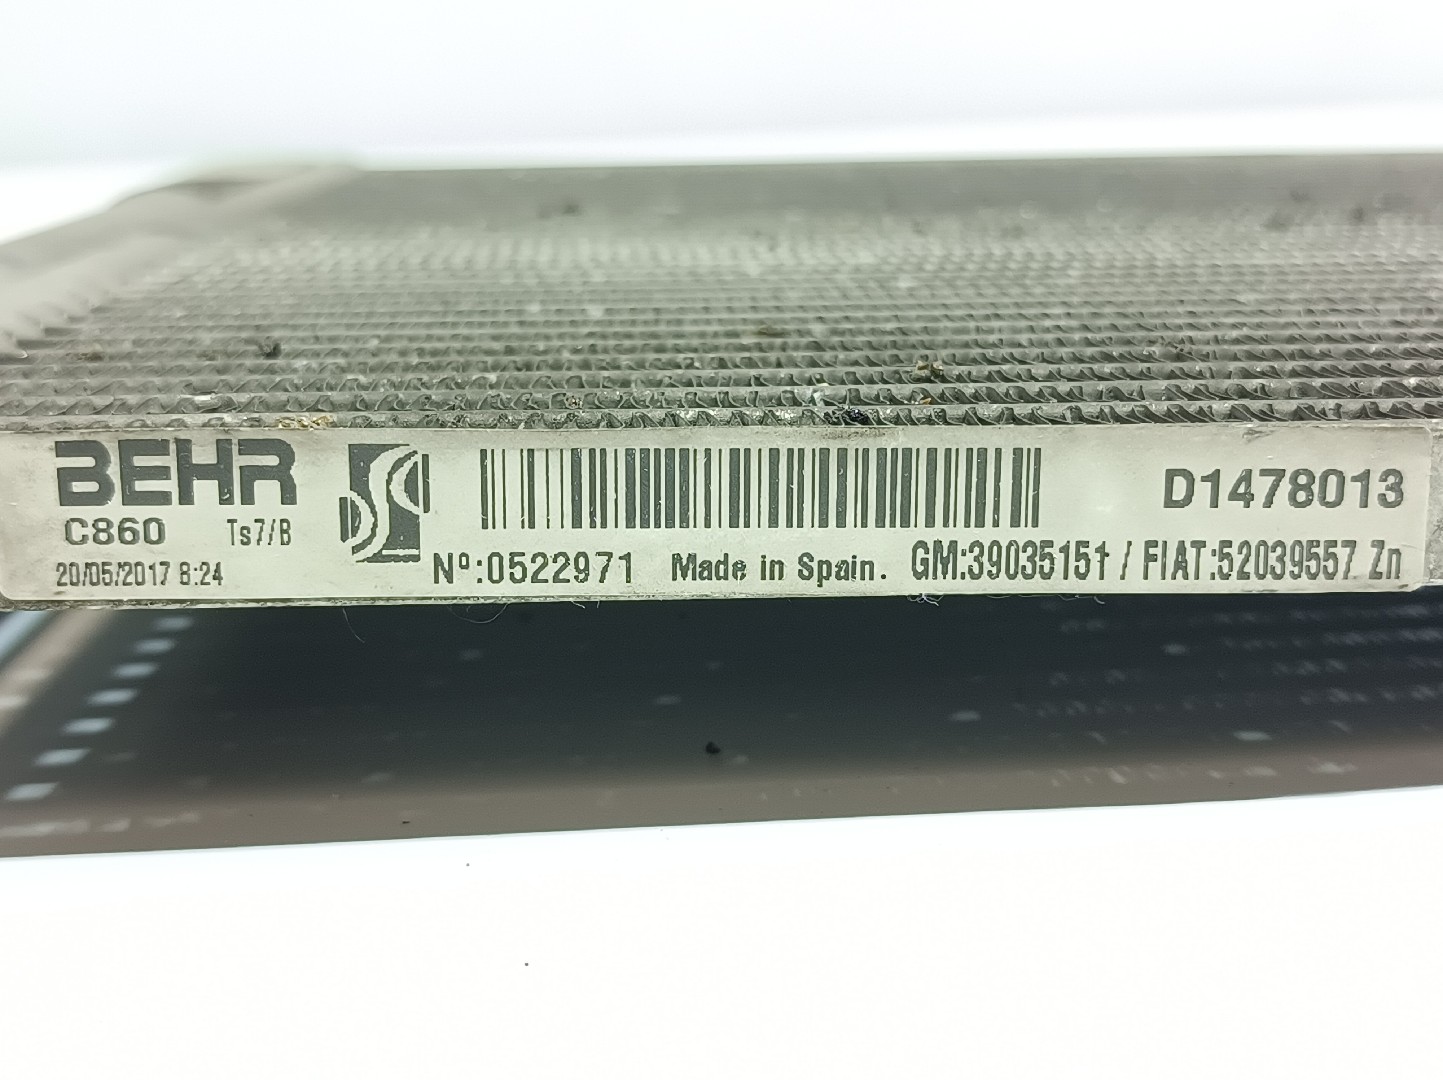 BEHR
D1478013
C860 Ts7/B
20/05/2017 8:24
Nº:0522971 Made in Spain. GM:39035151 / FIAT:52039557 Zn